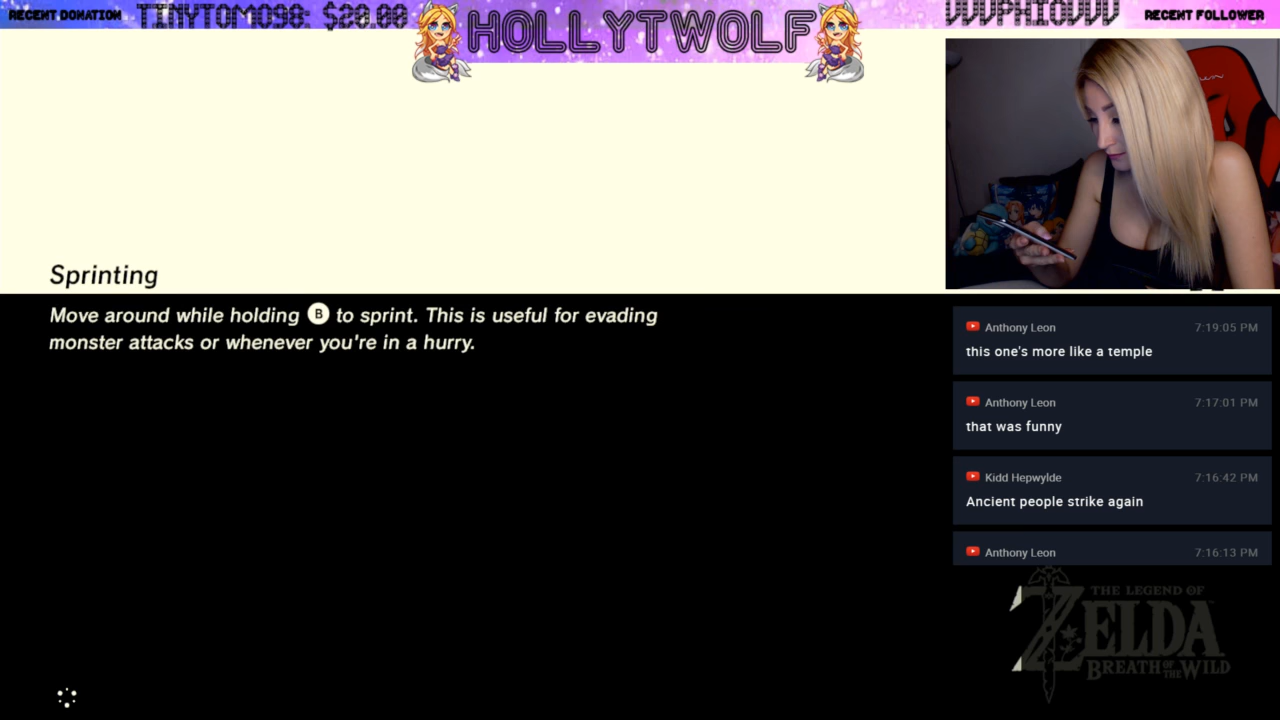 RECENT DONATION
TINYTOMO98: $20.00
HOLLYTWOLF
VVVPHIOVVV
RECENT FOLLOWER
Sprinting
Move around while holding B to sprint. This is useful for evading
monster attacks or whenever you're in a hurry.
Anthony Leon 7:19:05 PM
this one's more like a temple
Anthony Leon 7:17:01 PM
that was funny
Kidd Hepwylde 7:16:42 PM
Ancient people strike again
Anthony Leon 7:16:13 PM
THE LEGEND OF
ZELDA
BREATH OF THE WILD